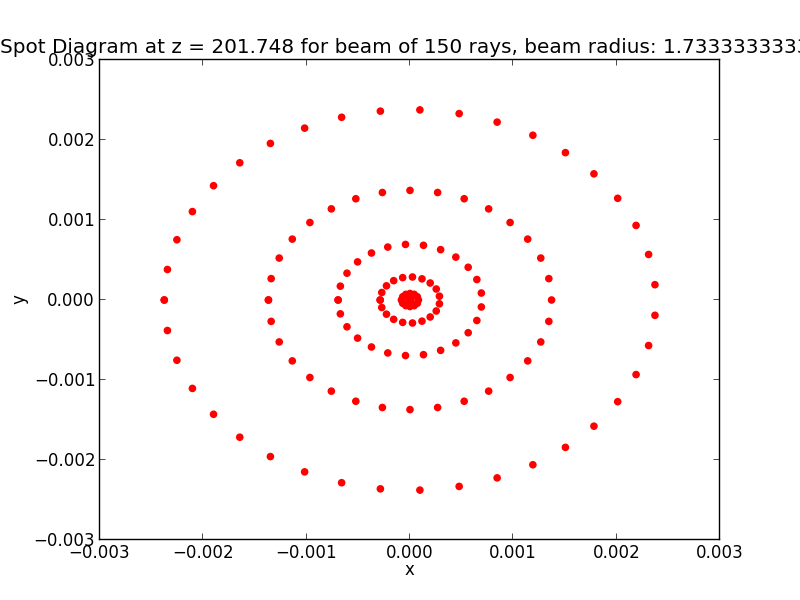 Spot Diagram at z = 201.748 for beam of 150 rays, beam radius: 1.7333333333
0.003
0.002
0.001
y
0.000
−0.001
−0.002
−0.003
−0.003 −0.002 −0.001 0.000 0.001 0.002 0.003
x